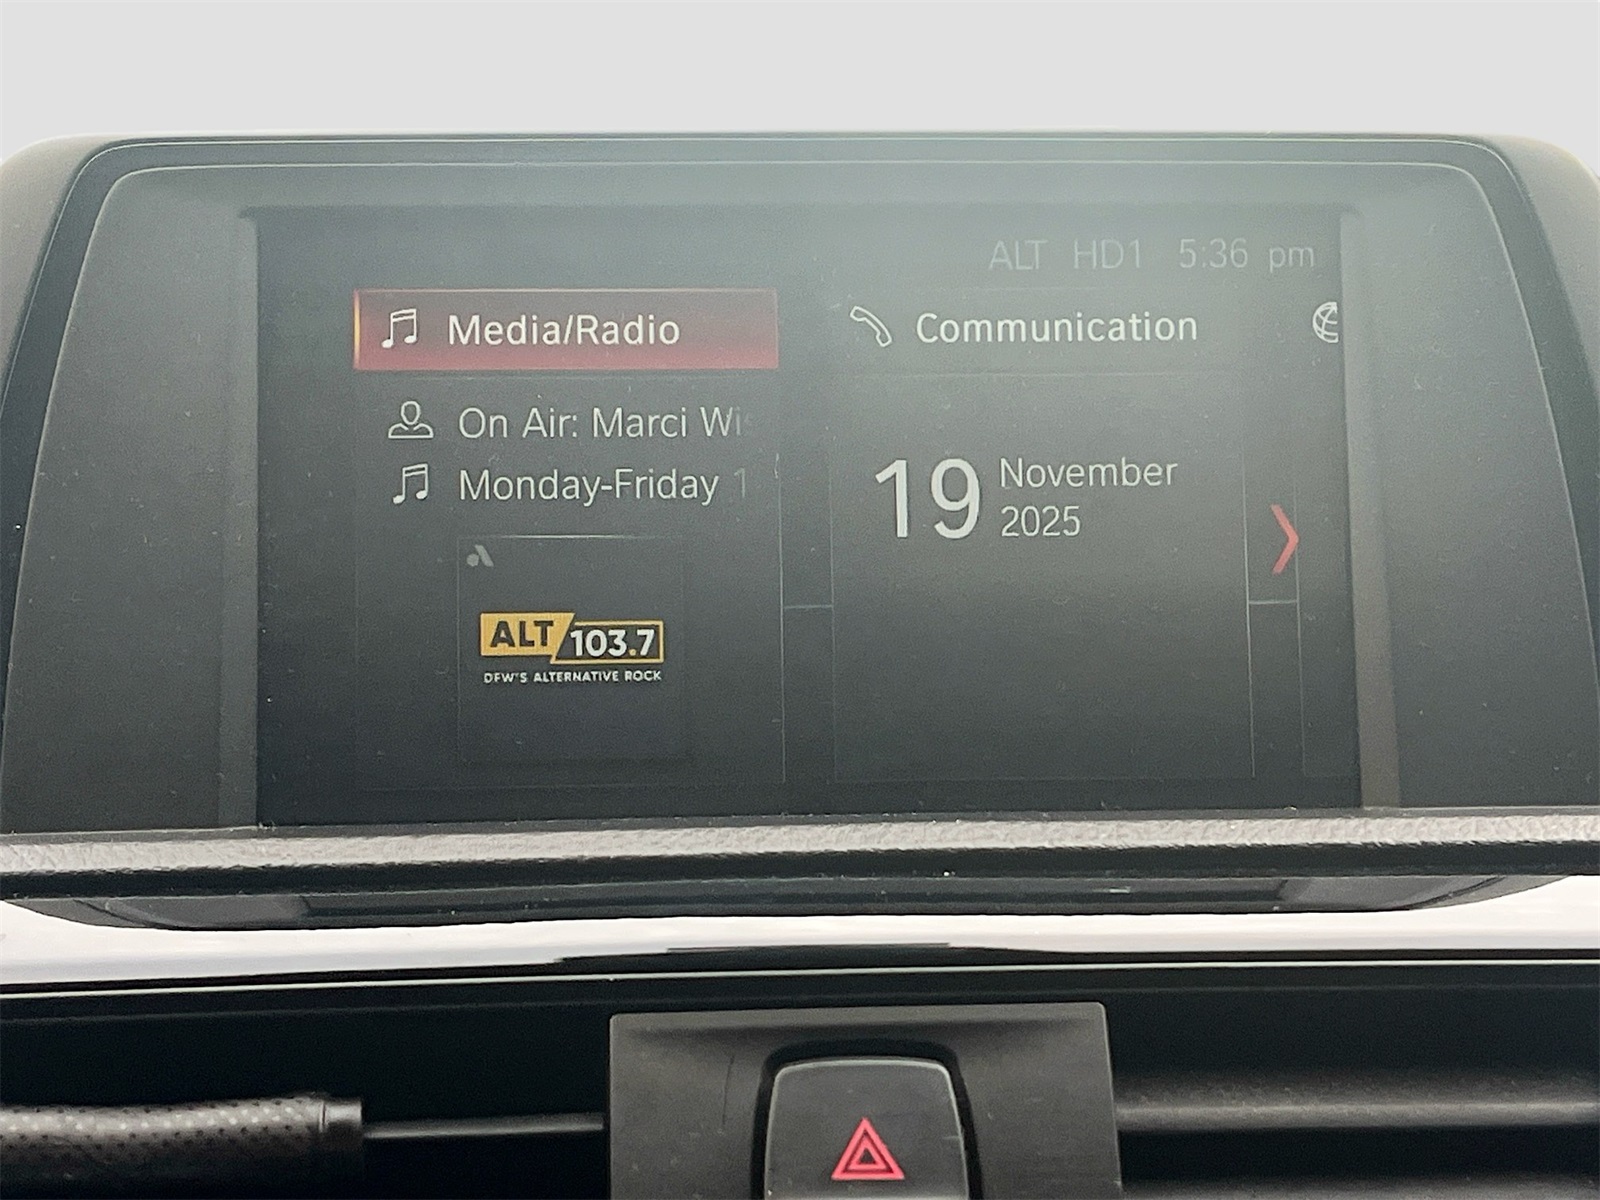 ALT HD1 5:36 pm
Media/Radio
Communication
On Air: Marci
Monday-Friday
19 November
2025
ALT 103.7
DFW'S ALTERNATIVE ROCK